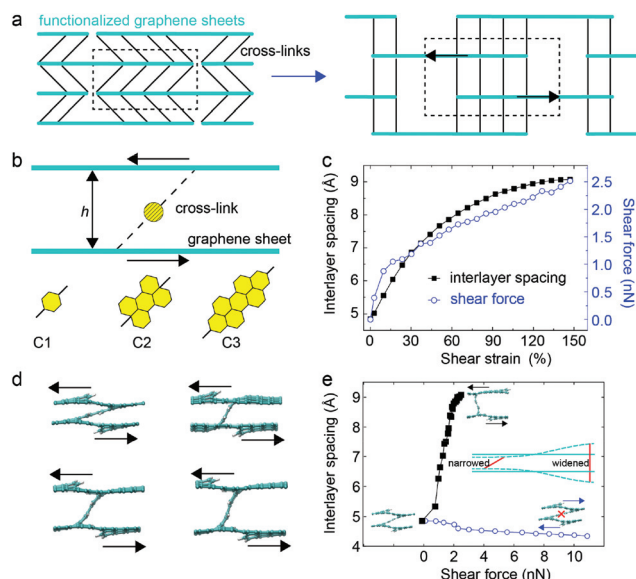 a
functionalized graphene sheets
cross-links
b
h
cross-link
graphene sheet
C1
C2
C3
c
Interlayer spacing (Å)
9
8
7
6
5
2.5
2.0
1.5
1.0
0.5
0.0
Shear force (nN)
interlayer spacing
shear force
0 30 60 90 120 150
Shear strain (%)
d
e
Interlayer spacing (Å)
9
8
7
6
5
4
narrowed
widened
0 2 4 6 8 10
Shear force (nN)